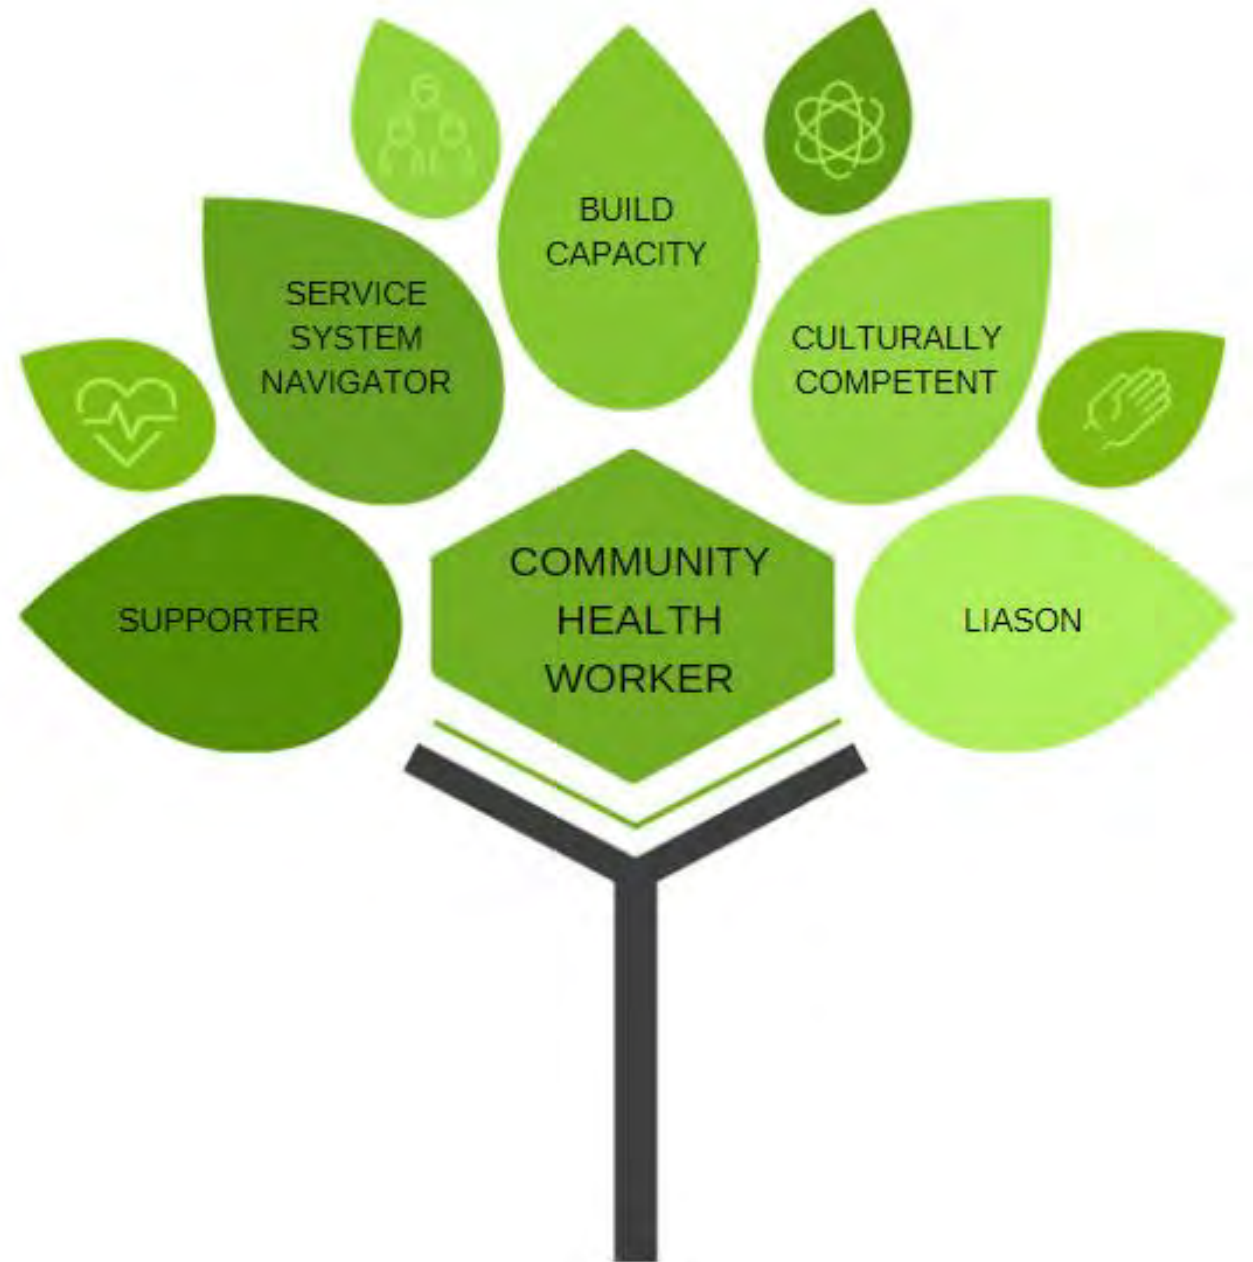 BUILD
CAPACITY
SERVICE
SYSTEM
NAVIGATOR
CULTURALLY
COMPETENT
SUPPORTER
COMMUNITY
HEALTH
WORKER
LIASON